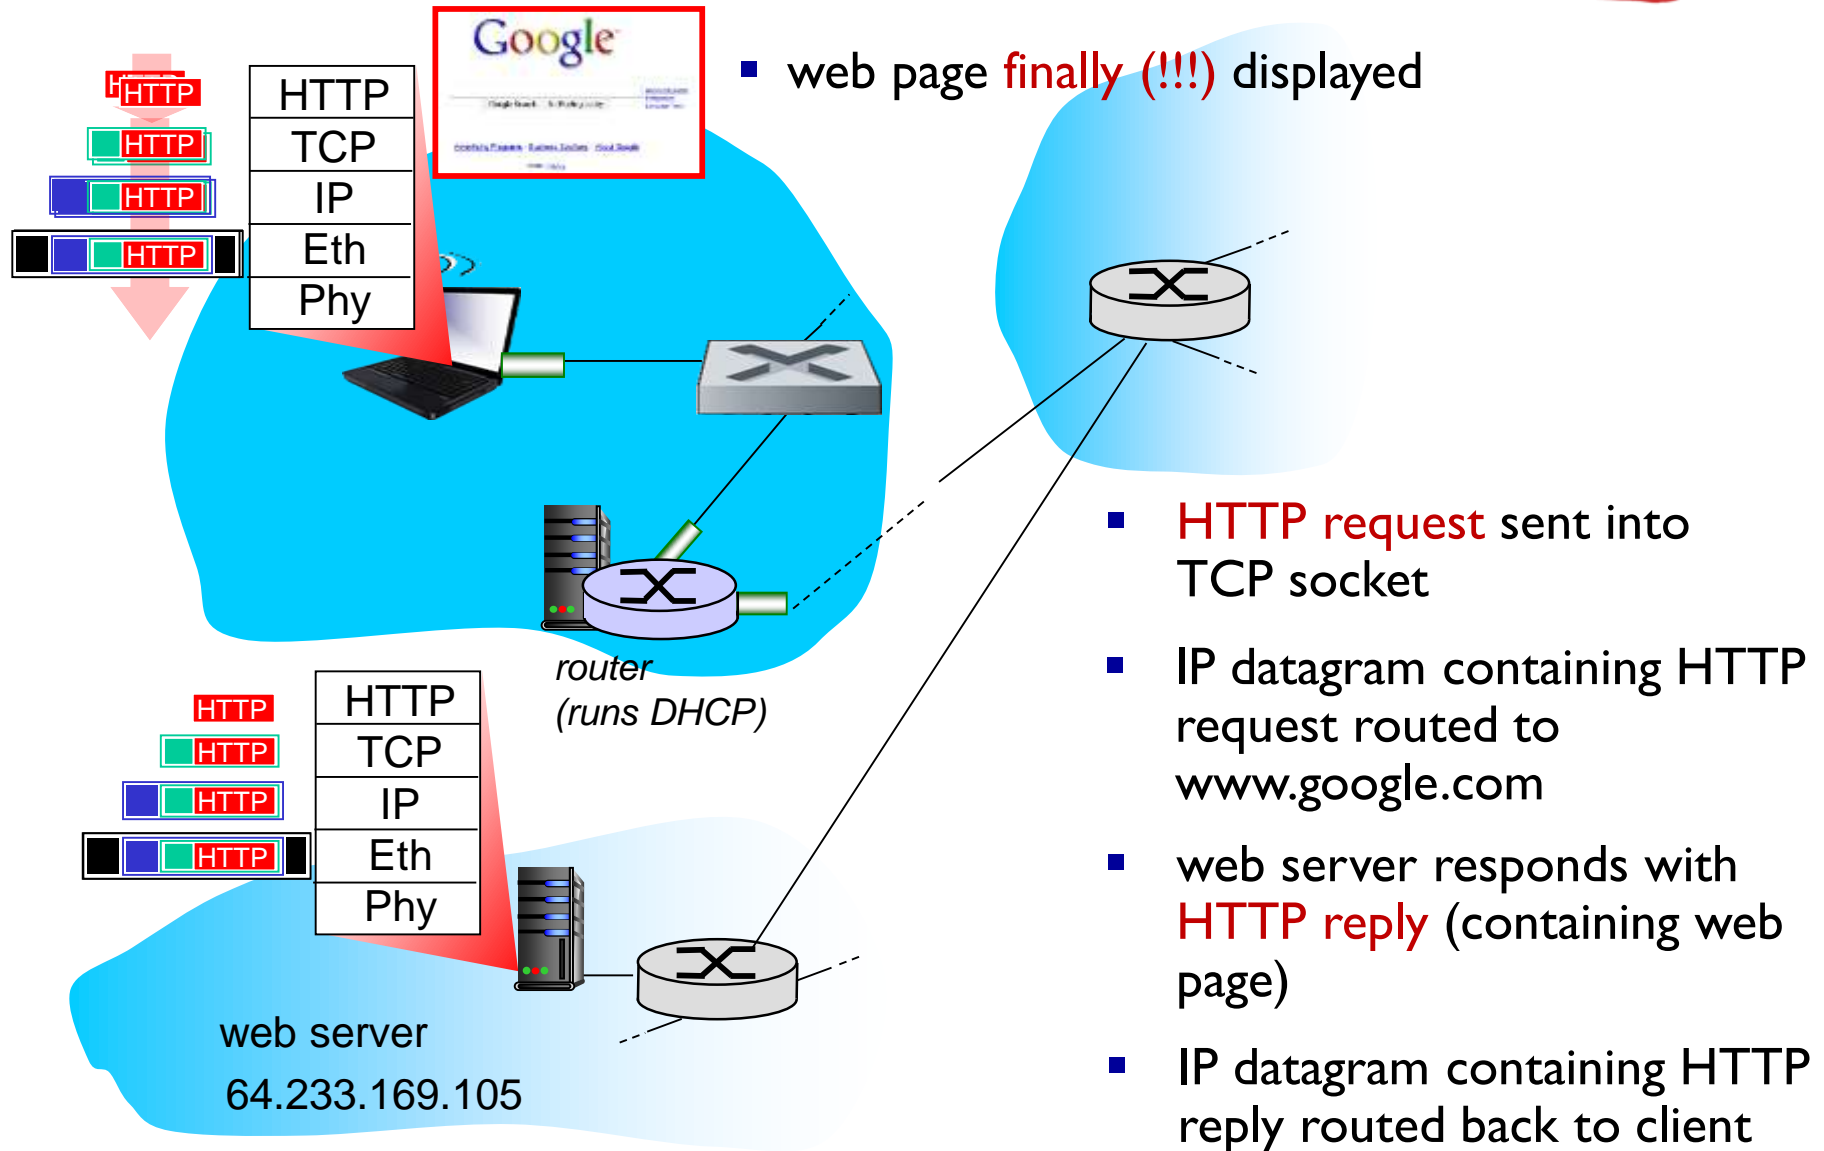 Google
web page finally (!!!) displayed
HTTP
HTTP
HTTP
HTTP
HTTP
TCP
IP
Eth
Phy
router
(runs DHCP)
HTTP
HTTP
HTTP
HTTP
HTTP
TCP
IP
Eth
Phy
web server
64.233.169.105
HTTP request sent into
TCP socket
IP datagram containing HTTP
request routed to
www.google.com
web server responds with
HTTP reply (containing web
page)
IP datagram containing HTTP
reply routed back to client